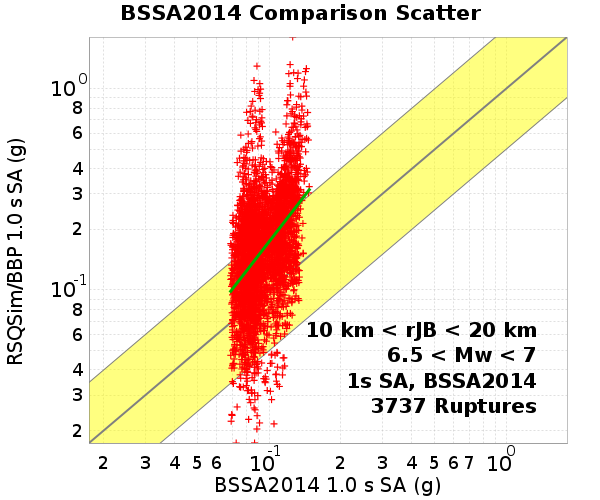 BSSA2014 Comparison Scatter
RSQSim/BBP 1.0 s SA (g)
10⁰
8
6
4
3
2
10⁻¹
8
6
4
3
2
10 km < rJB < 20 km
6.5 < Mw < 7
1s SA, BSSA2014
3737 Ruptures
2 3 4 5 6 10⁻¹ 2 3 4 5 6 7 10⁰
BSSA2014 1.0 s SA (g)